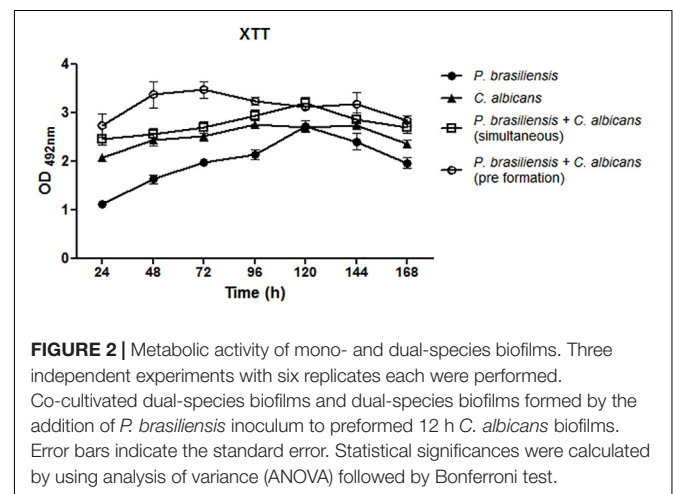 XTT
4
3
2
1
0
OD 492nm
24 48 72 96 120 144 168
Time (h)
P. brasiliensis
C. albicans
P. brasiliensis + C. albicans
(simultaneous)
P. brasiliensis + C. albicans
(pre formation)
FIGURE 2 | Metabolic activity of mono- and dual-species biofilms. Three
independent experiments with six replicates each were performed.
Co-cultivated dual-species biofilms and dual-species biofilms formed by the
addition of P. brasiliensis inoculum to preformed 12 h C. albicans biofilms.
Error bars indicate the standard error. Statistical significances were calculated
by using analysis of variance (ANOVA) followed by Bonferroni test.